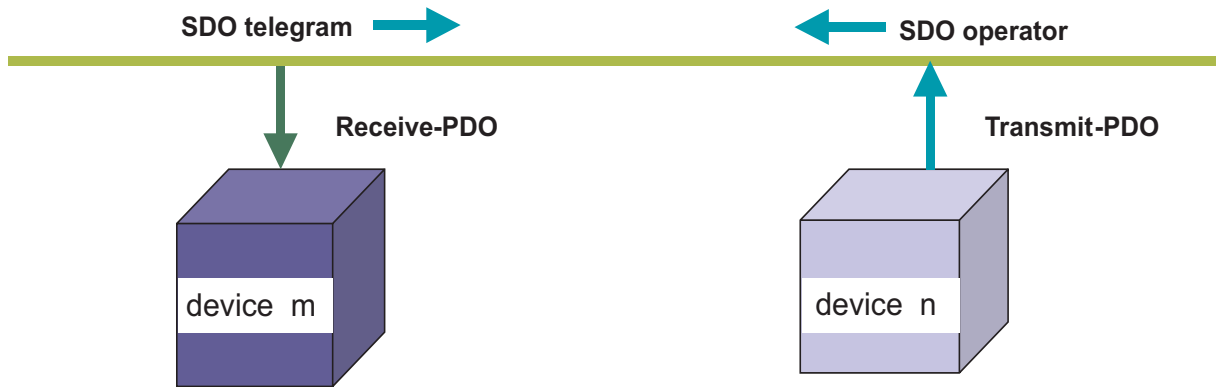 SDO telegram
SDO operator
Receive-PDO
Transmit-PDO
device m
device n